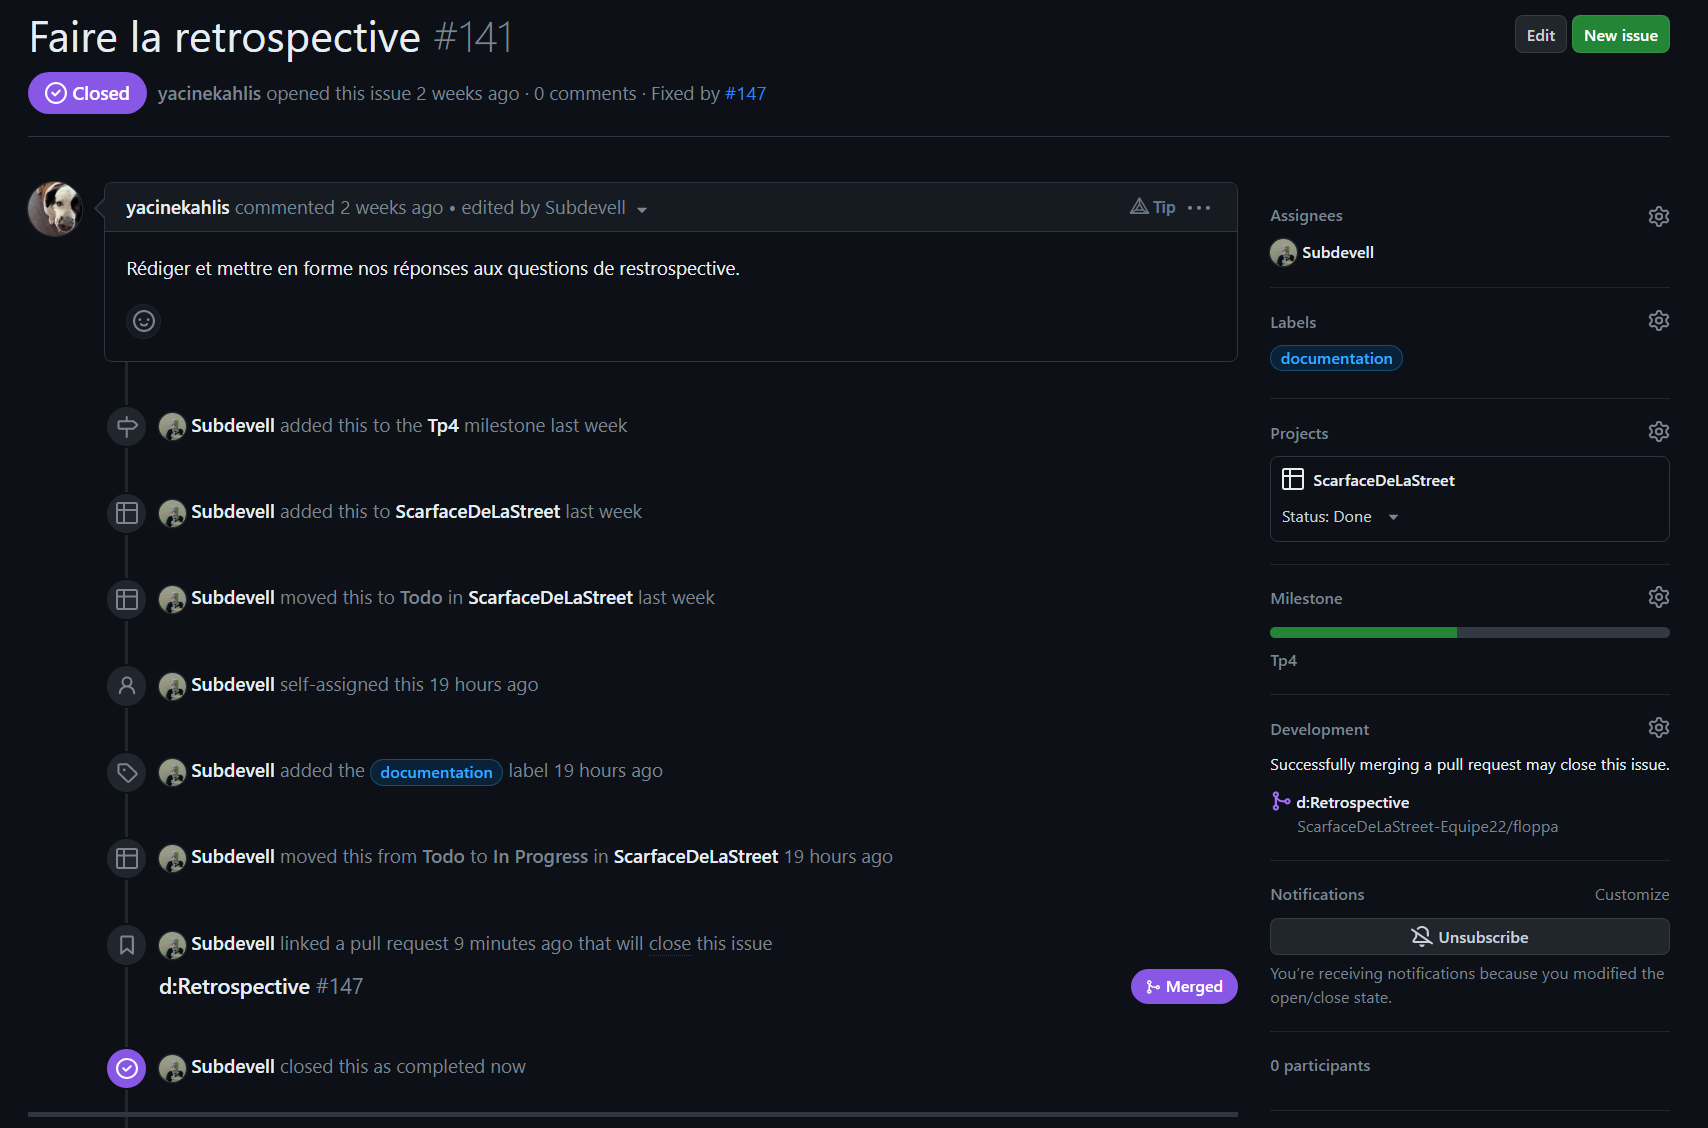 Faire la retrospective #141
Edit
New issue
Closed
yacinekahlis opened this issue 2 weeks ago · 0 comments · Fixed by #147
yacinekahlis commented 2 weeks ago • edited by Subdevell
Tip
Rédiger et mettre en forme nos réponses aux questions de restrospective.
Subdevell added this to the Tp4 milestone last week
Subdevell added this to ScarfaceDeLaStreet last week
Subdevell moved this to Todo in ScarfaceDeLaStreet last week
Subdevell self-assigned this 19 hours ago
Subdevell added the documentation label 19 hours ago
Subdevell moved this from Todo to In Progress in ScarfaceDeLaStreet 19 hours ago
Subdevell linked a pull request 9 minutes ago that will close this issue
d:Retrospective #147
Merged
Subdevell closed this as completed now
Assignees
Subdevell
Labels
documentation
Projects
ScarfaceDeLaStreet
Status: Done
Milestone
Tp4
Development
Successfully merging a pull request may close this issue.
d:Retrospective
ScarfaceDeLaStreet-Equipe22/floppa
Notifications
Customize
Unsubscribe
You're receiving notifications because you modified the
open/close state.
0 participants